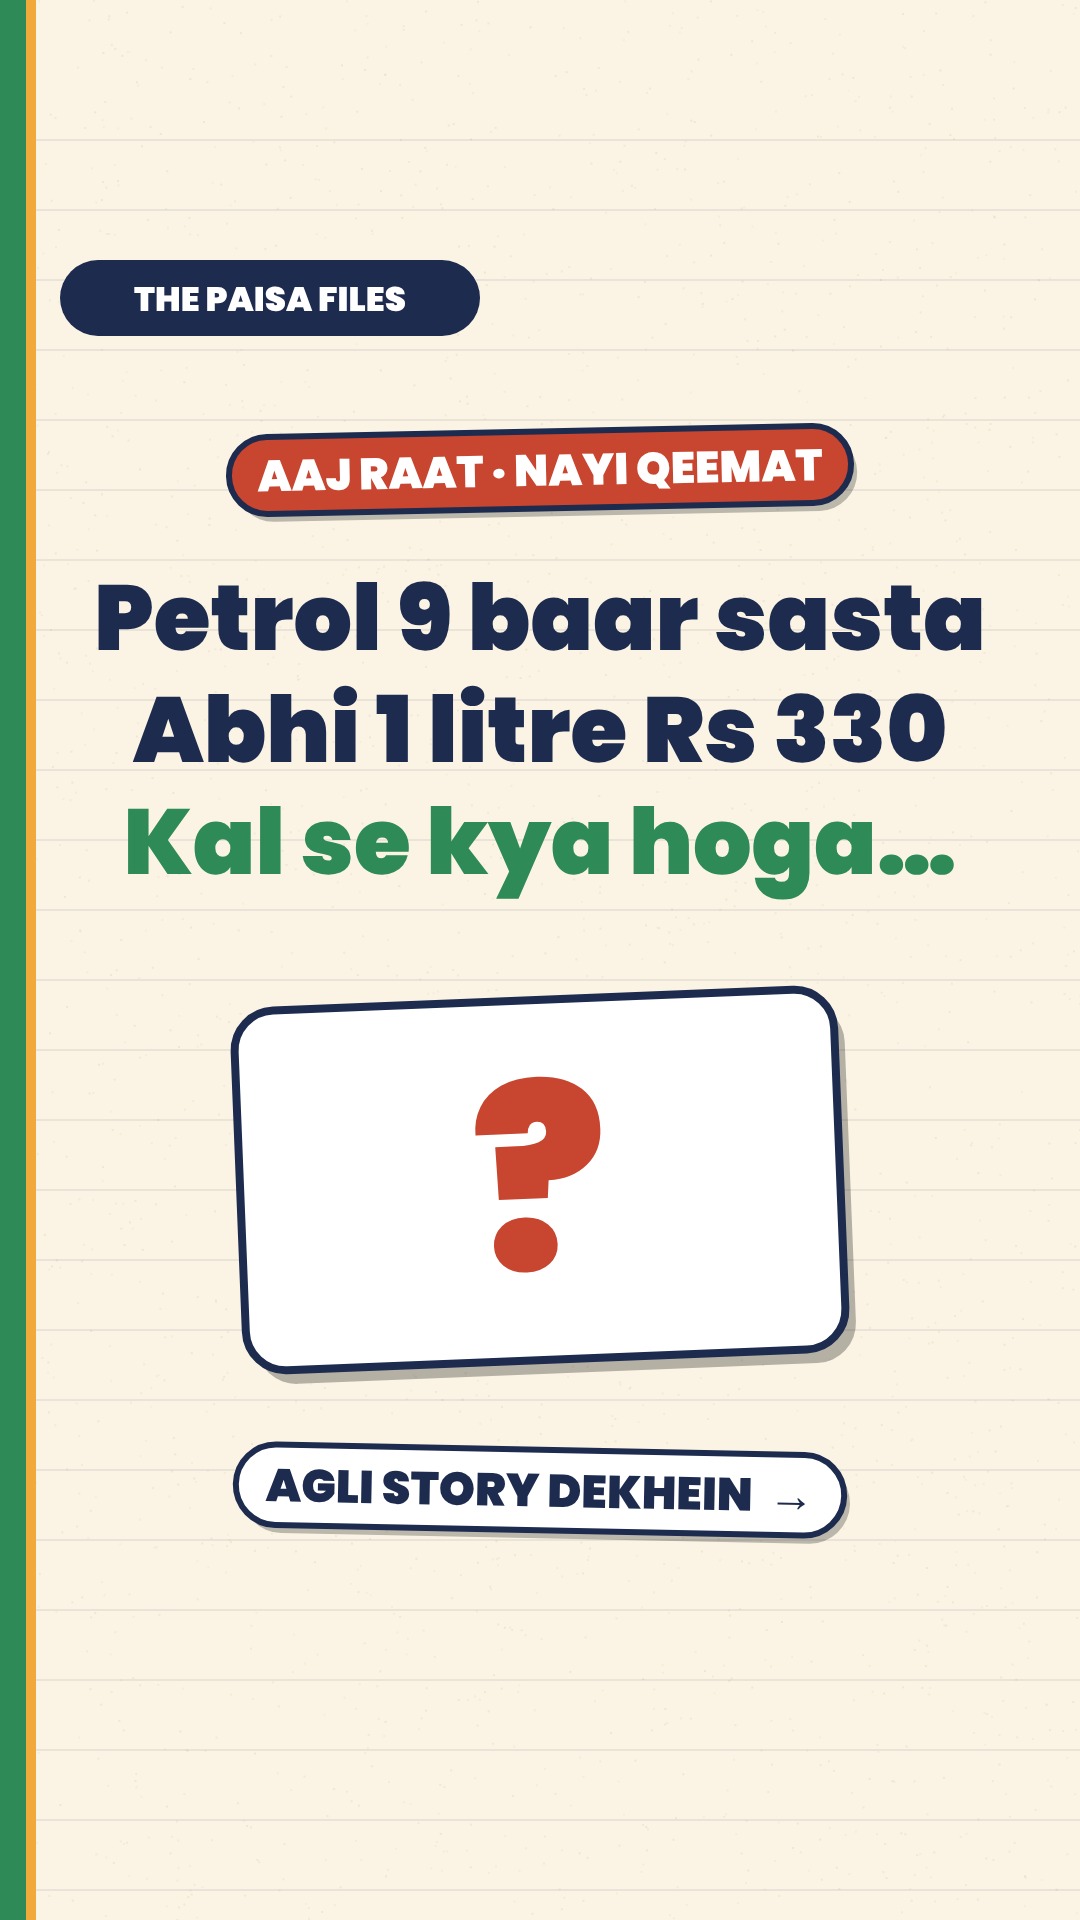 THE PAISA FILES
AAJ RAAT • NAYI QEEMAT
Petrol 9 baar sasta
Abhi 1 litre Rs 330
Kal se kya hoga...
?
AGLI STORY DEKHEIN →